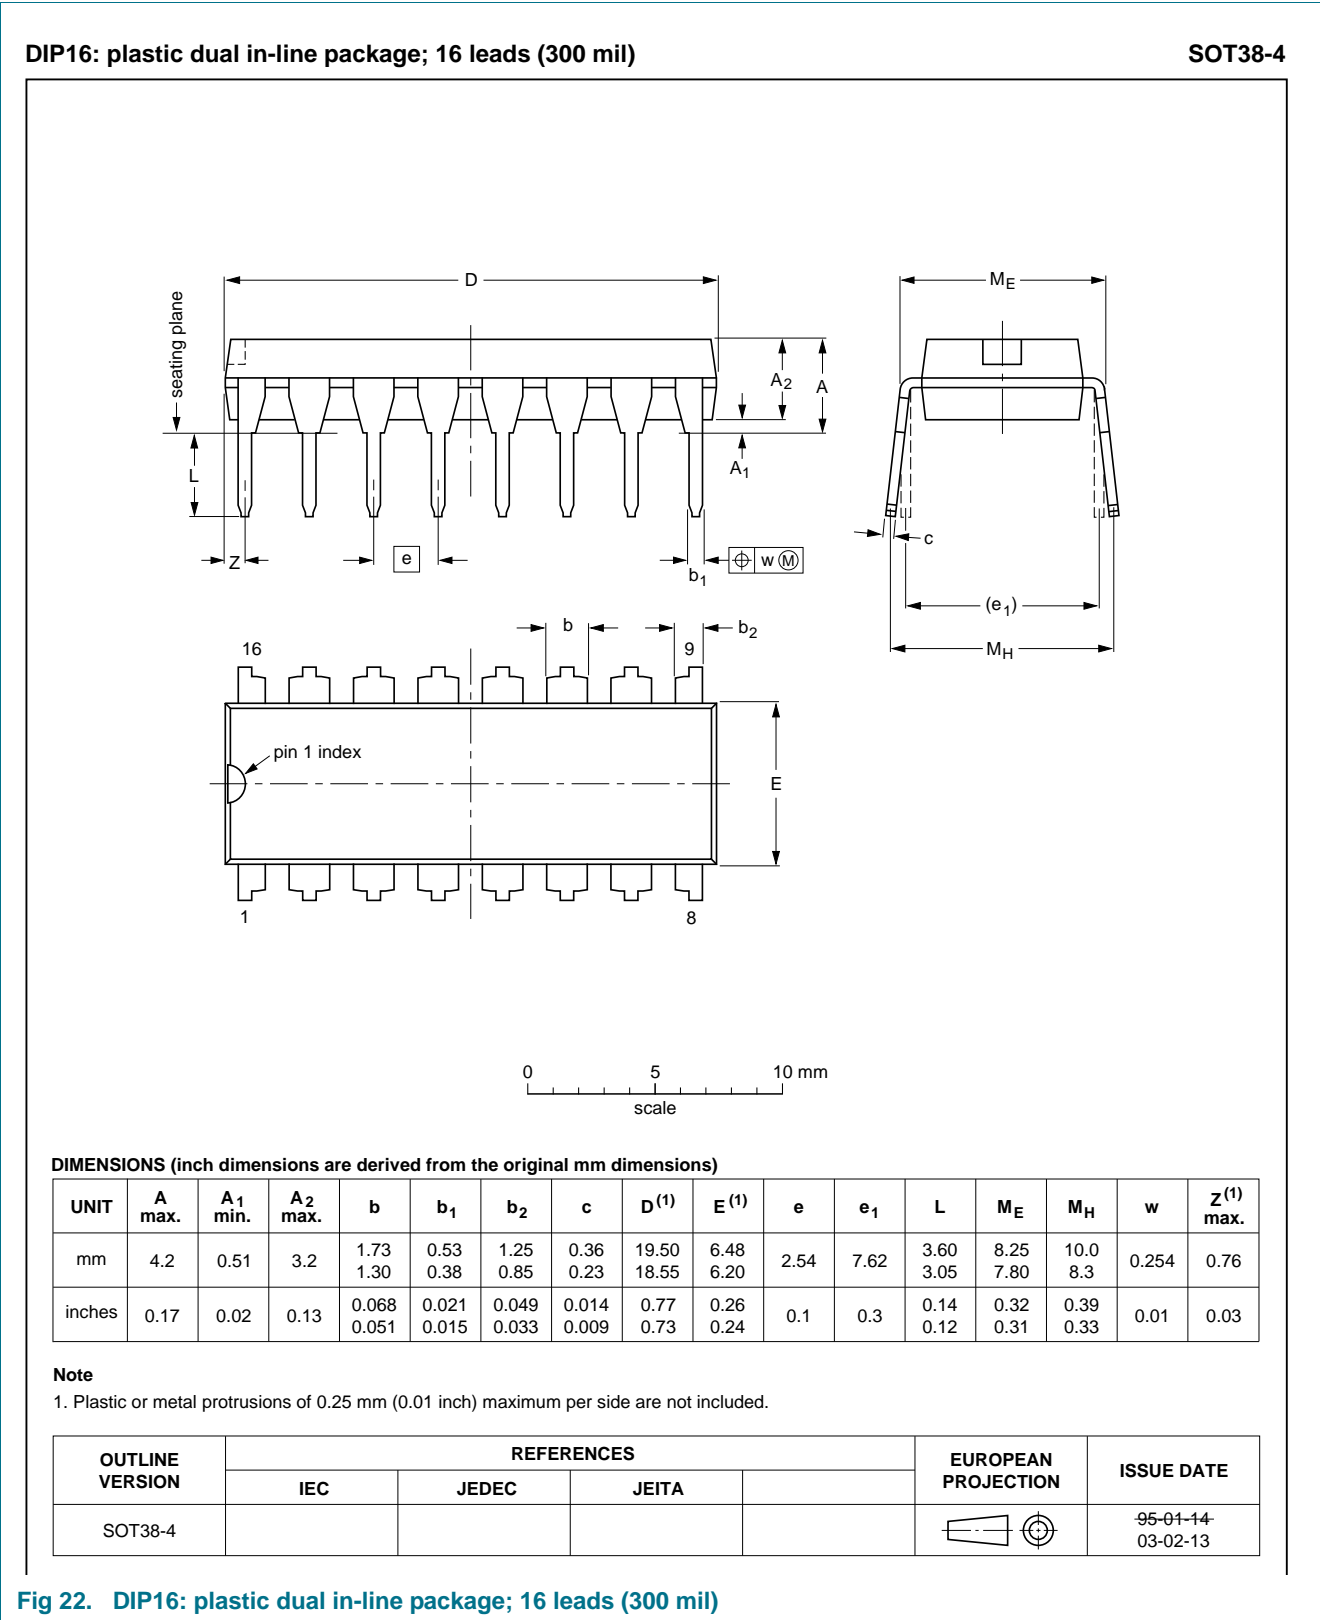 DIP16: plastic dual in-line package; 16 leads (300 mil) SOT38-4
D
ME
seating plane
A2
A
A1
L
Z
e
b1
w M
c
(e1)
MH
b
b2
16
9
pin 1 index
E
1
8
0 5 10 mm
scale
DIMENSIONS (inch dimensions are derived from the original mm dimensions)
UNIT A max. A1 min. A2 max. b b1 b2 c D(1) E(1) e e1 L ME MH w Z(1) max.
mm 4.2 0.51 3.2 1.73 1.30 0.53 0.38 1.25 0.85 0.36 0.23 19.50 18.55 6.48 6.20 2.54 7.62 3.60 3.05 8.25 7.80 10.0 8.3 0.254 0.76
inches 0.17 0.02 0.13 0.068 0.051 0.021 0.015 0.049 0.033 0.014 0.009 0.77 0.73 0.26 0.24 0.1 0.3 0.14 0.12 0.32 0.31 0.39 0.33 0.01 0.03
Note
1. Plastic or metal protrusions of 0.25 mm (0.01 inch) maximum per side are not included.
OUTLINE VERSION REFERENCES EUROPEAN PROJECTION ISSUE DATE
IEC JEDEC JEITA
SOT38-4 95-01-14
03-02-13
Fig 22. DIP16: plastic dual in-line package; 16 leads (300 mil)